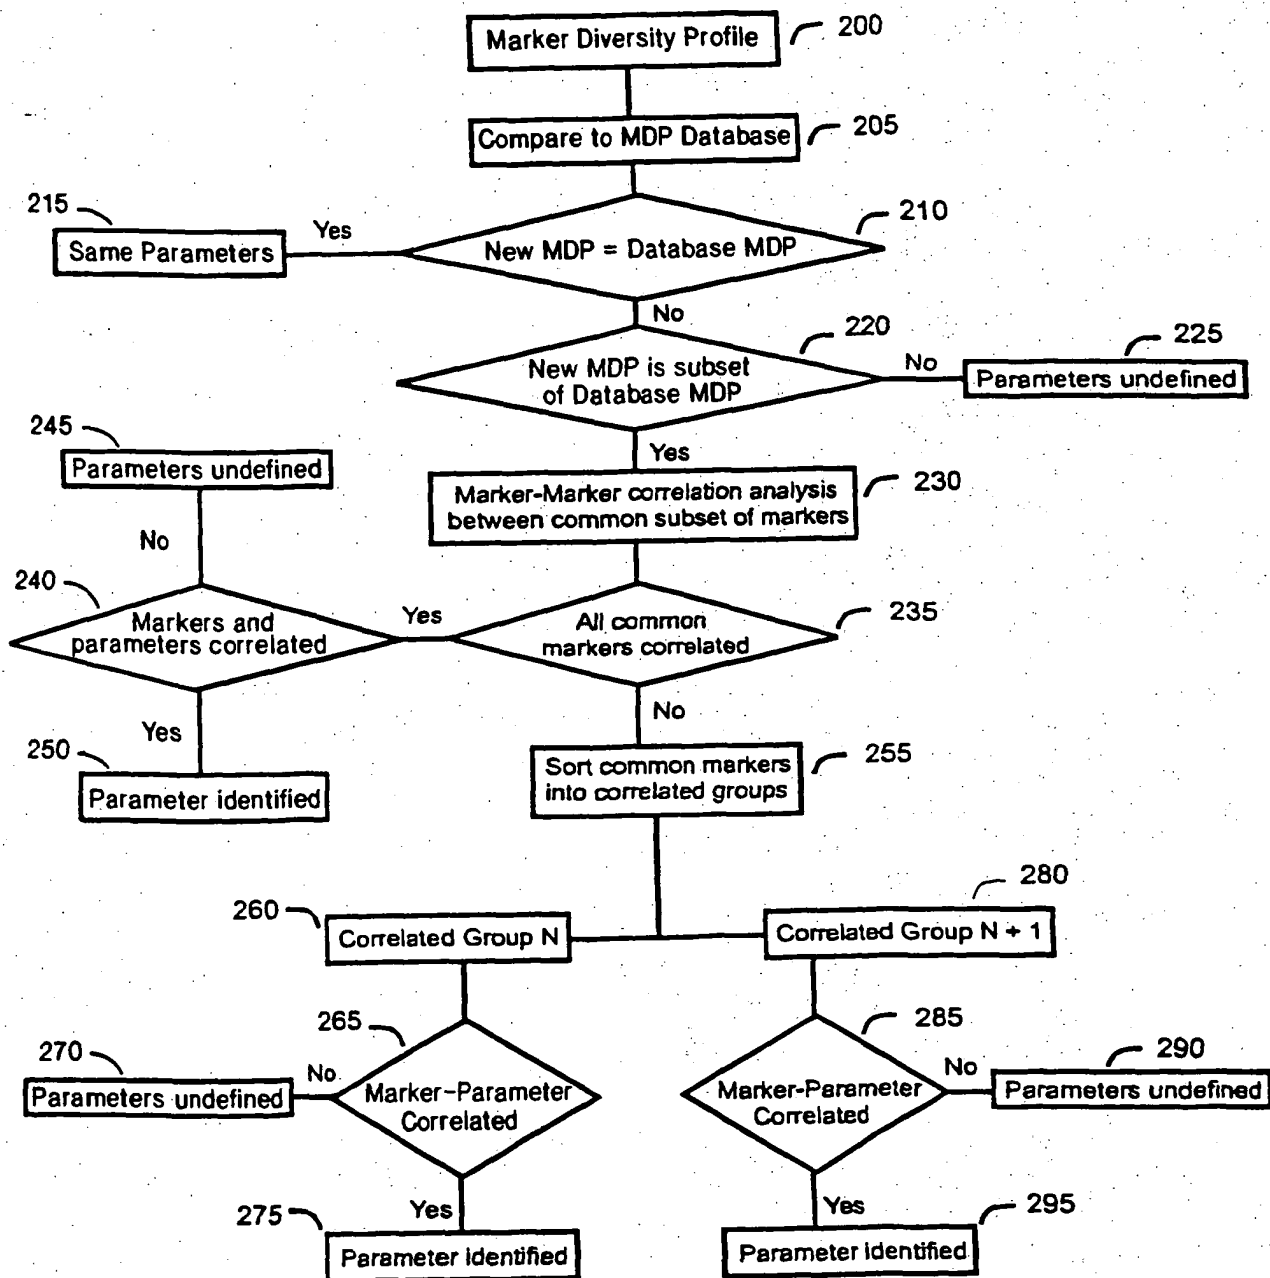 Marker Diversity Profile
200
Compare to MDP Database
205
215
Same Parameters
Yes
New MDP = Database MDP
210
No
220
New MDP is subset
of Database MDP
No
225
Parameters undefined
245
Parameters undefined
Yes
Marker-Marker correlation analysis
between common subset of markers
230
No
240
Markers and
parameters correlated
Yes
All common
markers correlated
235
Yes
No
250
Parameter identified
Sort common markers
into correlated groups
255
260
Correlated Group N
280
Correlated Group N + 1
265
285
270
Parameters undefined
No
Marker-Parameter
Correlated
Marker-Parameter
Correlated
No
290
Parameters undefined
Yes
275
Parameter identified
Yes
295
Parameter identified